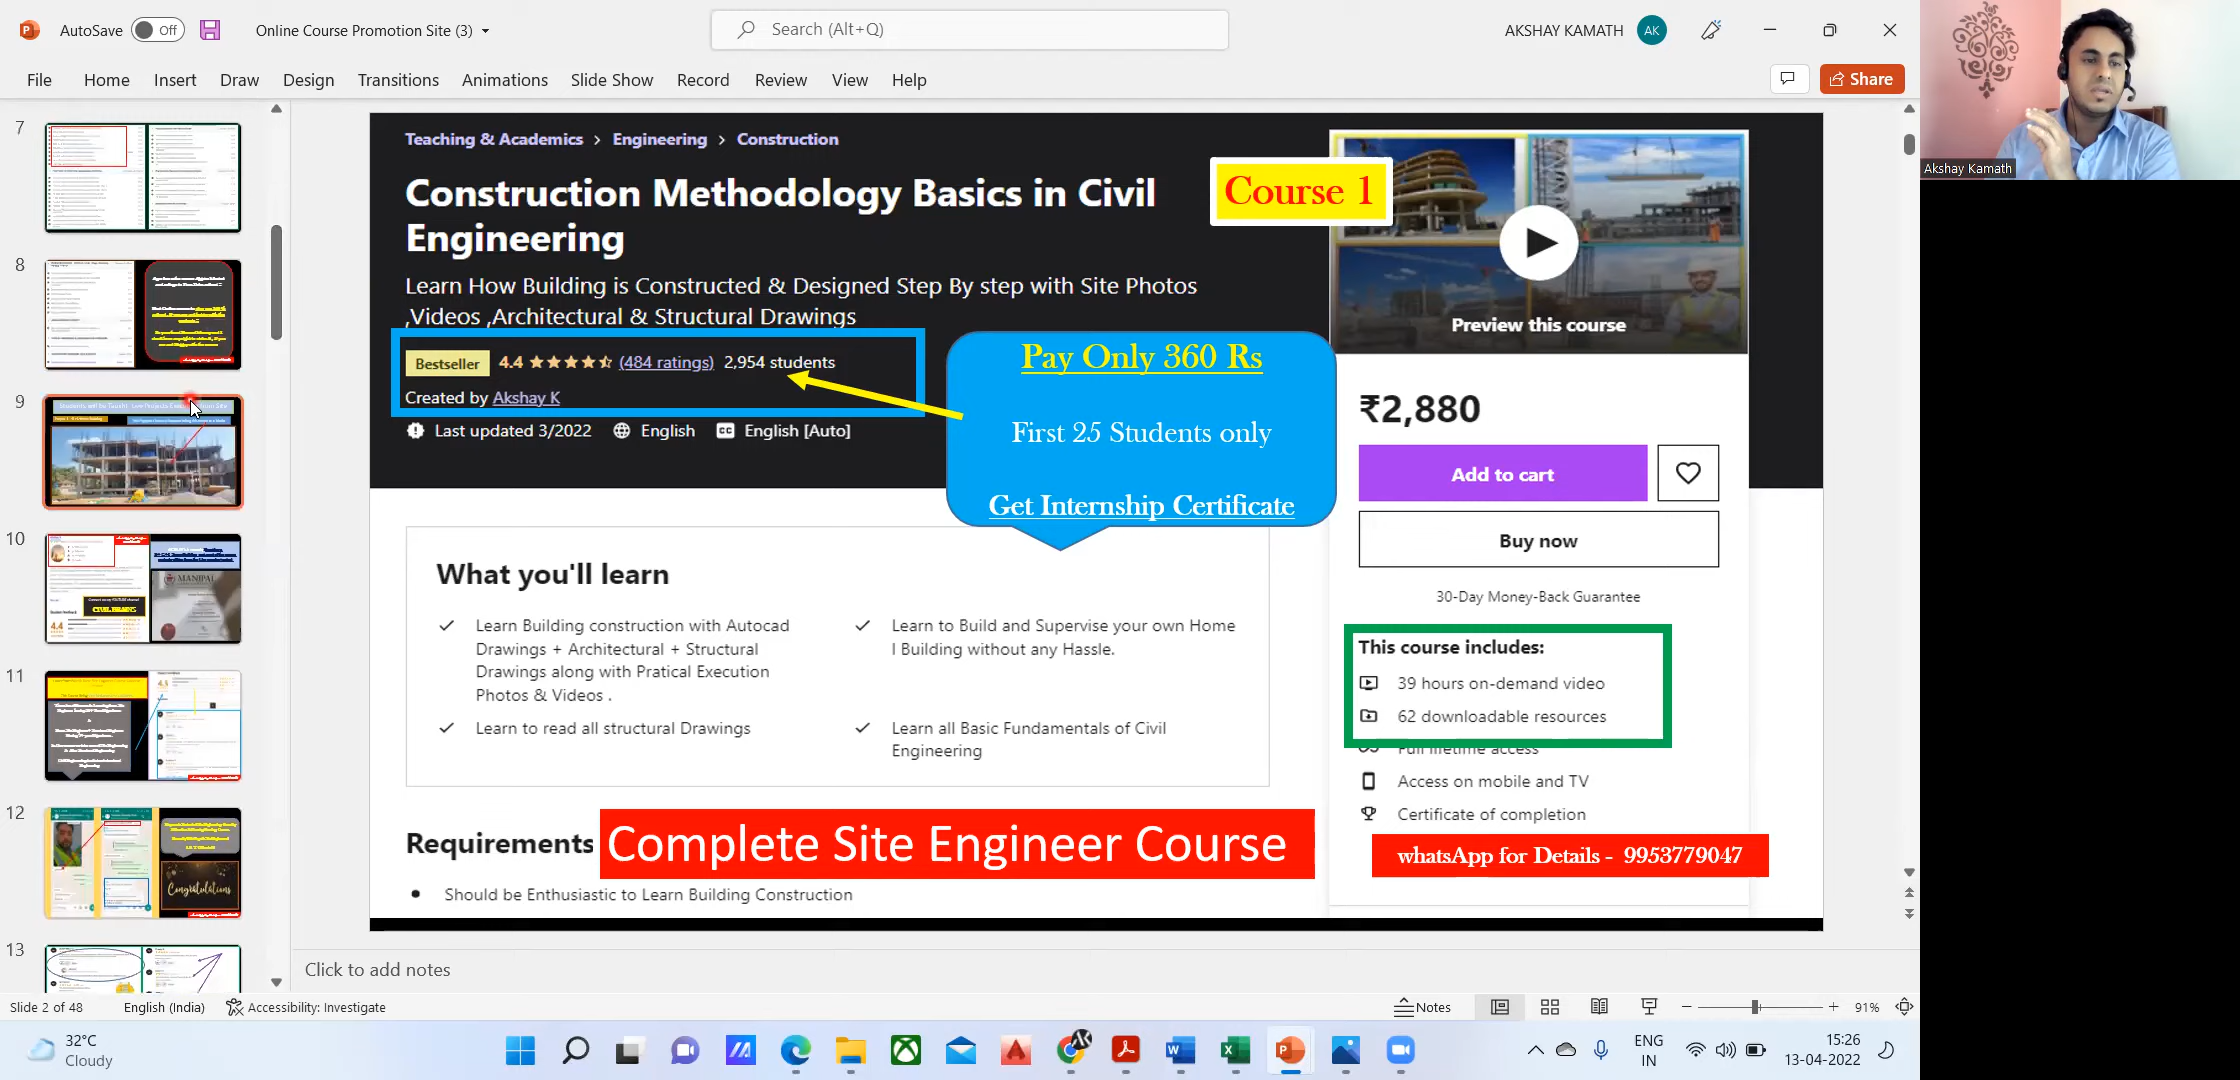 AutoSave Off
Online Course Promotion Site (3)
Search (Alt+Q)
AKSHAY KAMATH
AK
File Home Insert Draw Design Transitions Animations Slide Show Record Review View Help
Share
7
8
9
10
MANIPAL
CIVIL BRAINS
4.4
11
4.5
12
Congratulations
13
Teaching & Academics > Engineering > Construction
Construction Methodology Basics in Civil
Engineering
Course 1
Learn How Building is Constructed & Designed Step By step with Site Photos
,Videos ,Architectural & Structural Drawings
Bestseller 4.4 (484 ratings) 2,954 students
Created by Akshay K
Last updated 3/2022 English CC English [Auto]
Pay Only 360 Rs
First 25 Students only
Get Internship Certificate
Preview this course
₹2,880
Add to cart
Buy now
30-Day Money-Back Guarantee
This course includes:
39 hours on-demand video
62 downloadable resources
Full lifetime access
Access on mobile and TV
Certificate of completion
whatsApp for Details - 9953779047
What you'll learn
Learn Building construction with Autocad
Drawings + Architectural + Structural
Drawings along with Pratical Execution
Photos & Videos .
Learn to read all structural Drawings
Learn to Build and Supervise your own Home
I Building without any Hassle.
Learn all Basic Fundamentals of Civil
Engineering
Requirements
Complete Site Engineer Course
Should be Enthusiastic to Learn Building Construction
Click to add notes
Slide 2 of 48 English (India) Accessibility: Investigate
Notes
91%
32°C
Cloudy
ENG
IN
15:26
13-04-2022
Akshay Kamath